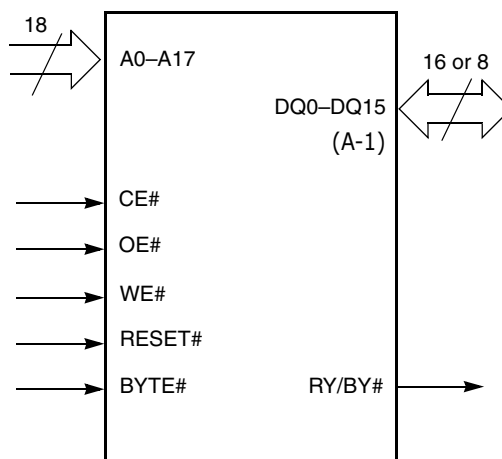 18
A0–A17
16 or 8
DQ0–DQ15
(A-1)
CE#
OE#
WE#
RESET#
BYTE#
RY/BY#